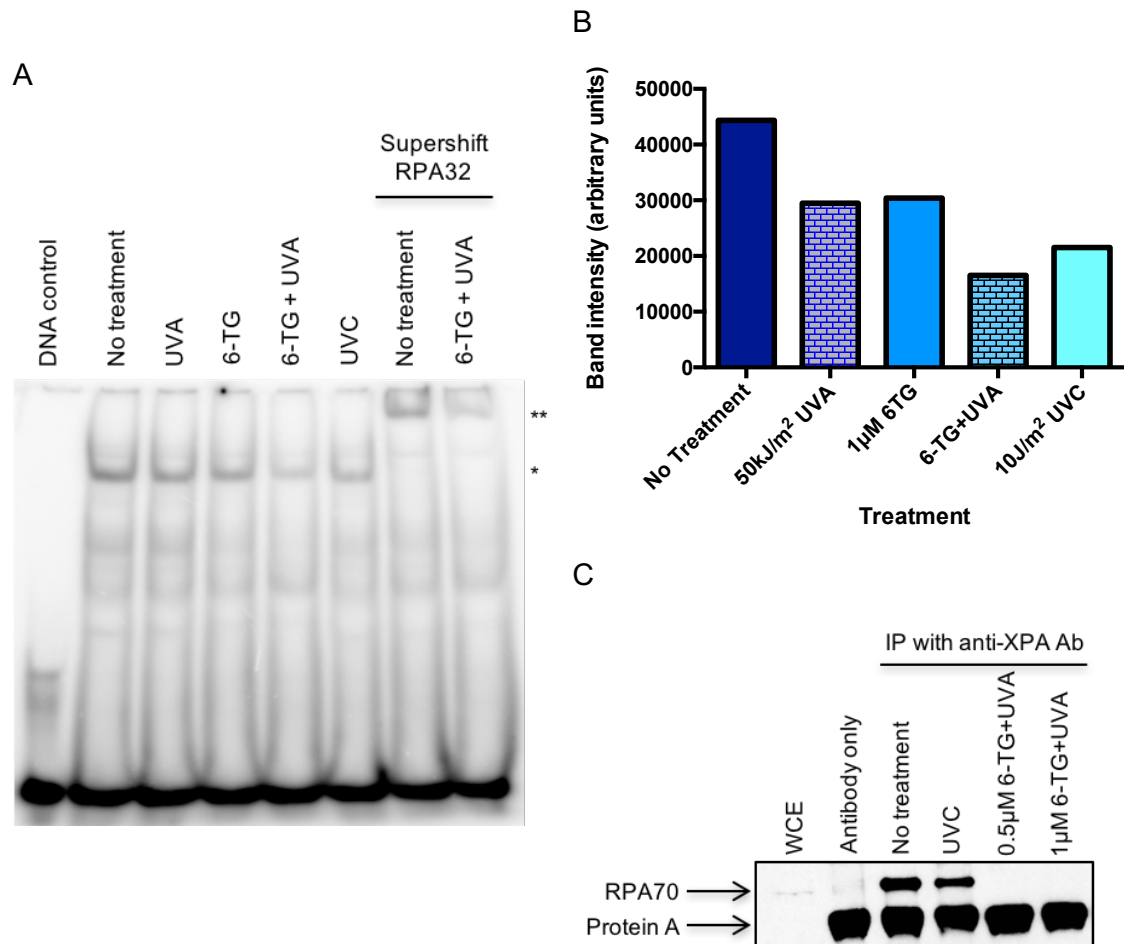 A
Supershift
RPA32
DNA control
No treatment
UVA
6-TG
6-TG + UVA
UVC
No treatment
6-TG + UVA
**
*
B
Band intensity (arbitrary units)
50000
40000
30000
20000
10000
0
No Treatment
50kJ/m² UVA
1µM 6TG
6-TG+UVA
10J/m² UVC
Treatment
C
IP with anti-XPA Ab
WCE
Antibody only
No treatment
UVC
0.5µM 6-TG+UVA
1µM 6-TG+UVA
RPA70
Protein A